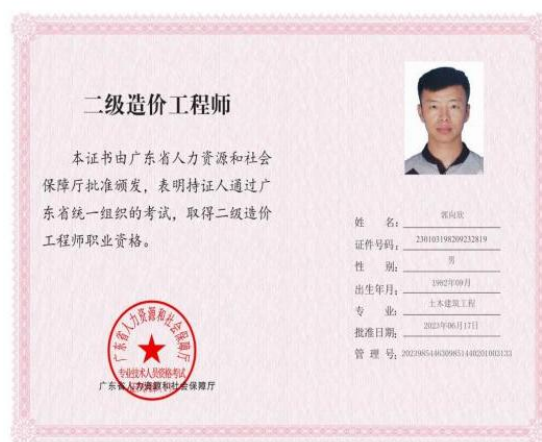 二级造价工程师
本证书由广东省人力资源和社会
保障厅批准颁发，表明持证人通过广
东省统一组织的考试，取得二级造价
工程师职业资格。
广东省人力资源和社会保障厅
专业技术人员资格考试
广东省人力资源和社会保障厅
姓 名：郭向欣
证件号码：230103198209232819
性 别：男
出生年月：1982年09月
专 业：土木建筑工程
批准日期：2023年06月17日
管 理 号：